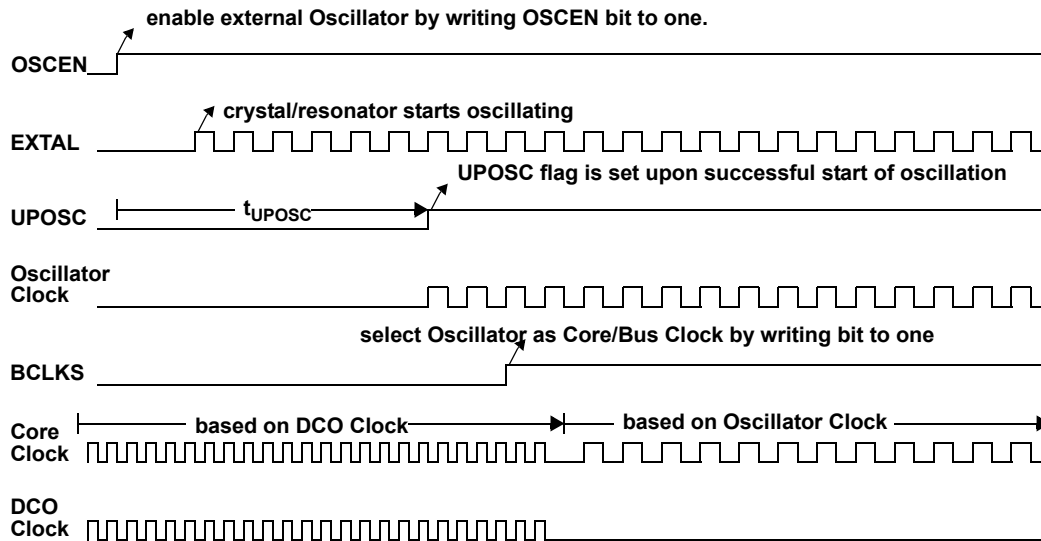 enable external Oscillator by writing OSCEN bit to one.
OSCEN
crystal/resonator starts oscillating
EXTAL
UPOSC flag is set upon successful start of oscillation
tUPOSC
UPOSC
Oscillator
Clock
select Oscillator as Core/Bus Clock by writing bit to one
BCLKS
based on DCO Clock
based on Oscillator Clock
Core
Clock
DCO
Clock